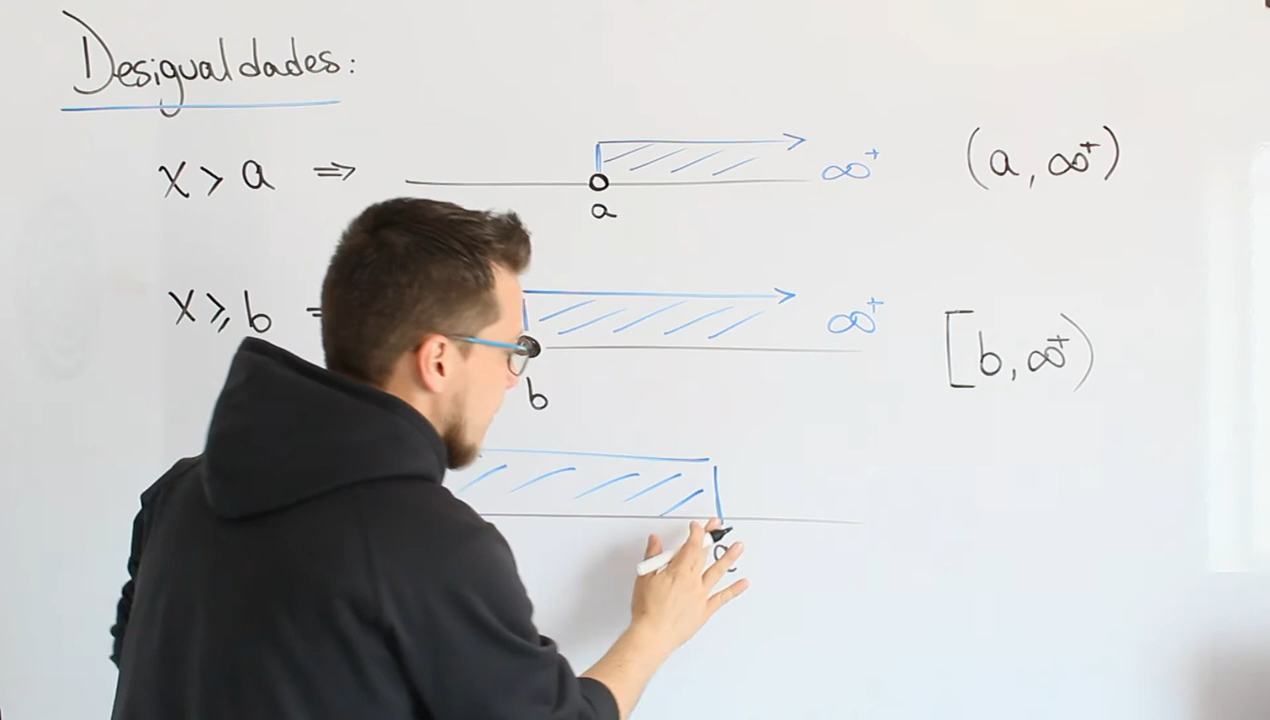 Desigualdades:
x > a ⇒ a ∞⁺ (a, ∞⁺)
x ≥ b b ∞⁺ [b, ∞⁺)
a